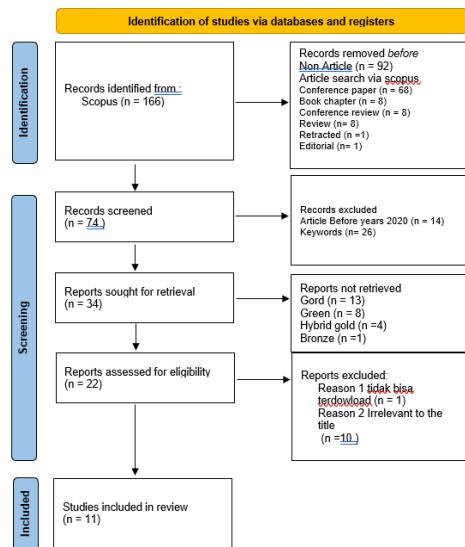 Identification of studies via databases and registers
Identification
Records identified from :
Scopus (n = 166)
Records removed before
Non Article (n = 92)
Article search via scopus
Conference paper (n = 68)
Book chapter (n = 8)
Conference review (n = 8)
Review (n = 8)
Retracted (n =1)
Editorial (n= 1)
Screening
Records screened
(n = 74 )
Records excluded
Article Before years 2020 (n = 14)
Keywords (n= 26)
Reports sought for retrieval
(n = 34)
Reports not retrieved
Gord (n = 13)
Green (n = 8)
Hybrid gold (n =4)
Bronze (n =1)
Reports assessed for eligibility
(n = 22)
Reports excluded:
Reason 1 tidak bisa
terdowload (n = 1)
Reason 2 Irrelevant to the
title
(n =10 )
Included
Studies included in review
(n = 11)